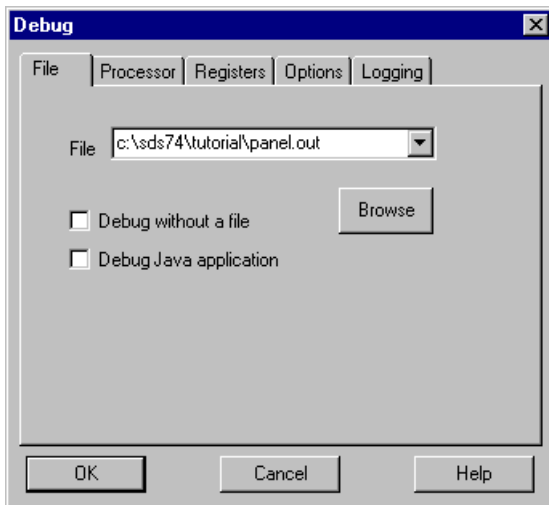 Debug
File Processor Registers Options Logging
File c:\sds74\tutorial\panel.out
Browse
Debug without a file
Debug Java application
OK Cancel Help